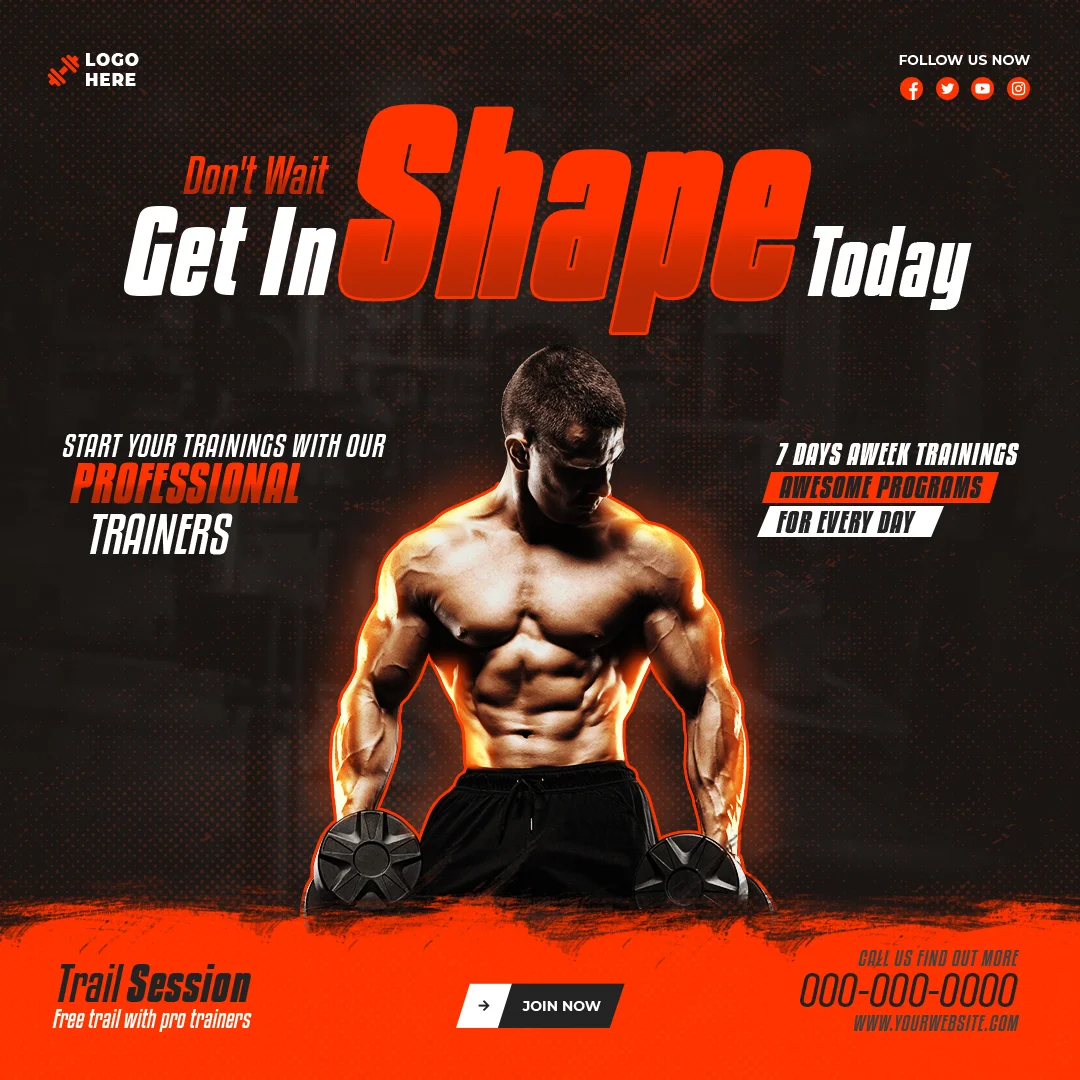 LOGO
HERE
FOLLOW US NOW
Don't Wait
Get In Shape Today
START YOUR TRAININGS WITH OUR
PROFESSIONAL
TRAINERS
7 DAYS AWEEK TRAININGS
AWESOME PROGRAMS
FOR EVERY DAY
Trail Session
Free trail with pro trainers
JOIN NOW
CALL US FIND OUT MORE
000-000-0000
WWW.YOURWEBSITE.COM